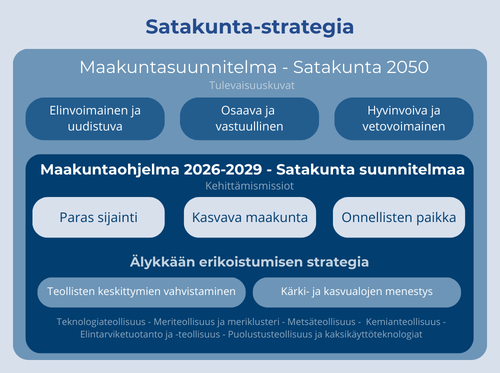 Satakunta-strategia
Maakuntasuunnitelma - Satakunta 2050
Tulevaisuuskuvat
Elinvoimainen ja
uudistuva
Osaava ja
vastuullinen
Hyvinvoiva ja
vetovoimainen
Maakuntaohjelma 2026-2029 - Satakunta suunnitelmaa
Kehittämismissiot
Paras sijainti
Kasvava maakunta
Onnellisten paikka
Älykkään erikoistumisen strategia
Teollisten keskittymien vahvistaminen
Kärki- ja kasvualojen menestys
Teknologiateollisuus - Meriteollisuus ja meriklusteri - Metsäteollisuus - Kemianteollisuus -
Elintarviketuotanto ja -teollisuus - Puolustusteollisuus ja kaksikäyttöteknologiat